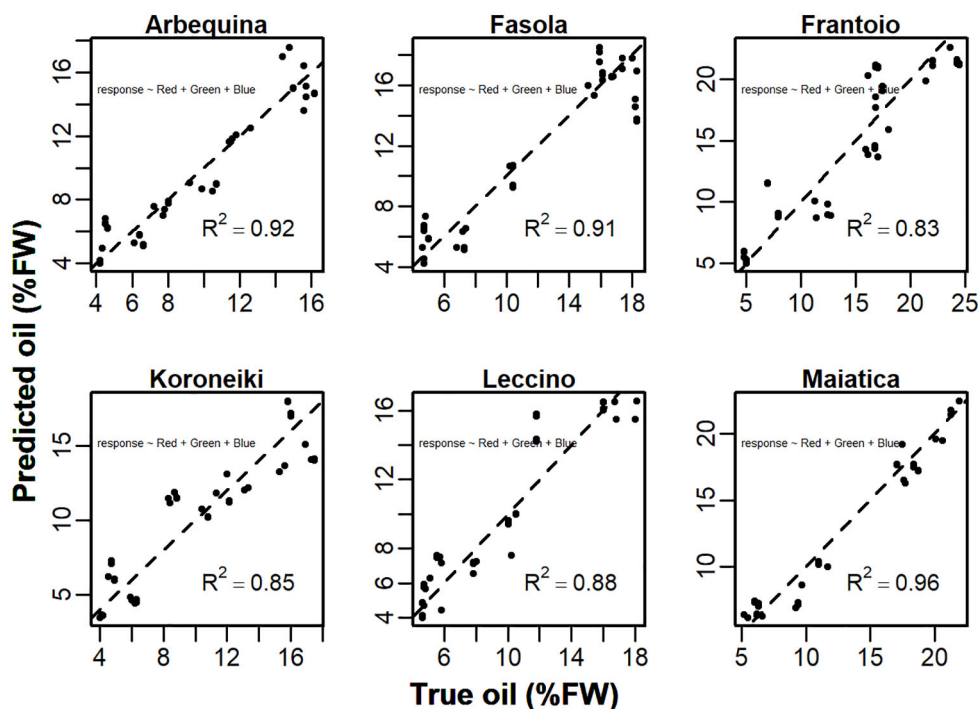 Arbequina
Fasola
Frantoio
16
12
8
4
response ~ Red + Green + Blue
R² = 0.92
4 6 8 10 12 14 16
16
12
8
4
response ~ Red + Green + Blue
R² = 0.91
6 10 14 18
20
15
10
5
response ~ Red + Green + Blue
R² = 0.83
5 10 15 20 25
Koroneiki
Leccino
Maiatica
15
10
5
response ~ Red + Green + Blue
R² = 0.85
4 8 12 16
16
12
8
6
4
response ~ Red + Green + Blue
R² = 0.88
6 10 14 18
20
15
10
response ~ Red + Green + Blue
R² = 0.96
5 10 15 20
Predicted oil (%FW)
True oil (%FW)